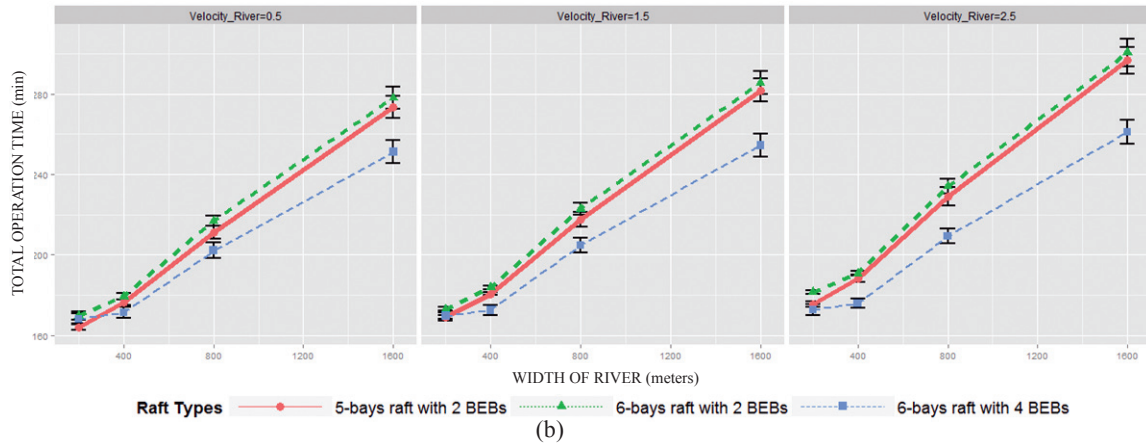 Velocity_River=0.5 Velocity_River=1.5 Velocity_River=2.5
TOTAL OPERATION TIME (min)
280
240
200
160
400 800 1200 1600 400 800 1200 1600 400 800 1200 1600
WIDTH OF RIVER (meters)
Raft Types 5-bays raft with 2 BEBs 6-bays raft with 2 BEBs 6-bays raft with 4 BEBs
(b)